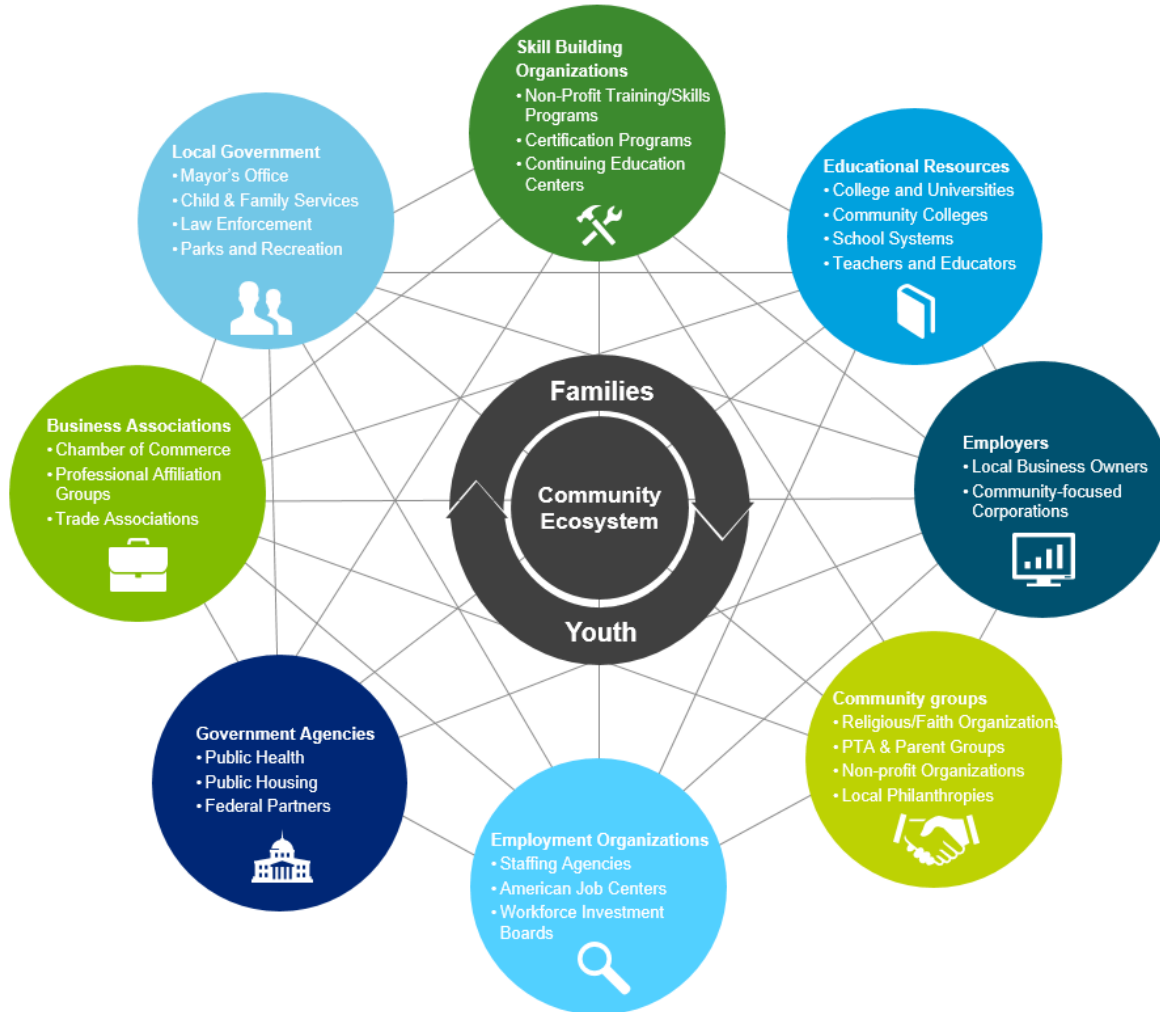 Skill Building
Organizations
• Non-Profit Training/Skills
Programs
• Certification Programs
• Continuing Education
Centers
Local Government
• Mayor's Office
• Child & Family Services
• Law Enforcement
• Parks and Recreation
Educational Resources
• College and Universities
• Community Colleges
• School Systems
• Teachers and Educators
Families
Community
Ecosystem
Youth
Business Associations
• Chamber of Commerce
• Professional Affiliation
Groups
• Trade Associations
Employers
• Local Business Owners
• Community-focused
Corporations
Government Agencies
• Public Health
• Public Housing
• Federal Partners
Community groups
• Religious/Faith Organizations
• PTA & Parent Groups
• Non-profit Organizations
• Local Philanthropies
Employment Organizations
• Staffing Agencies
• American Job Centers
• Workforce Investment
Boards